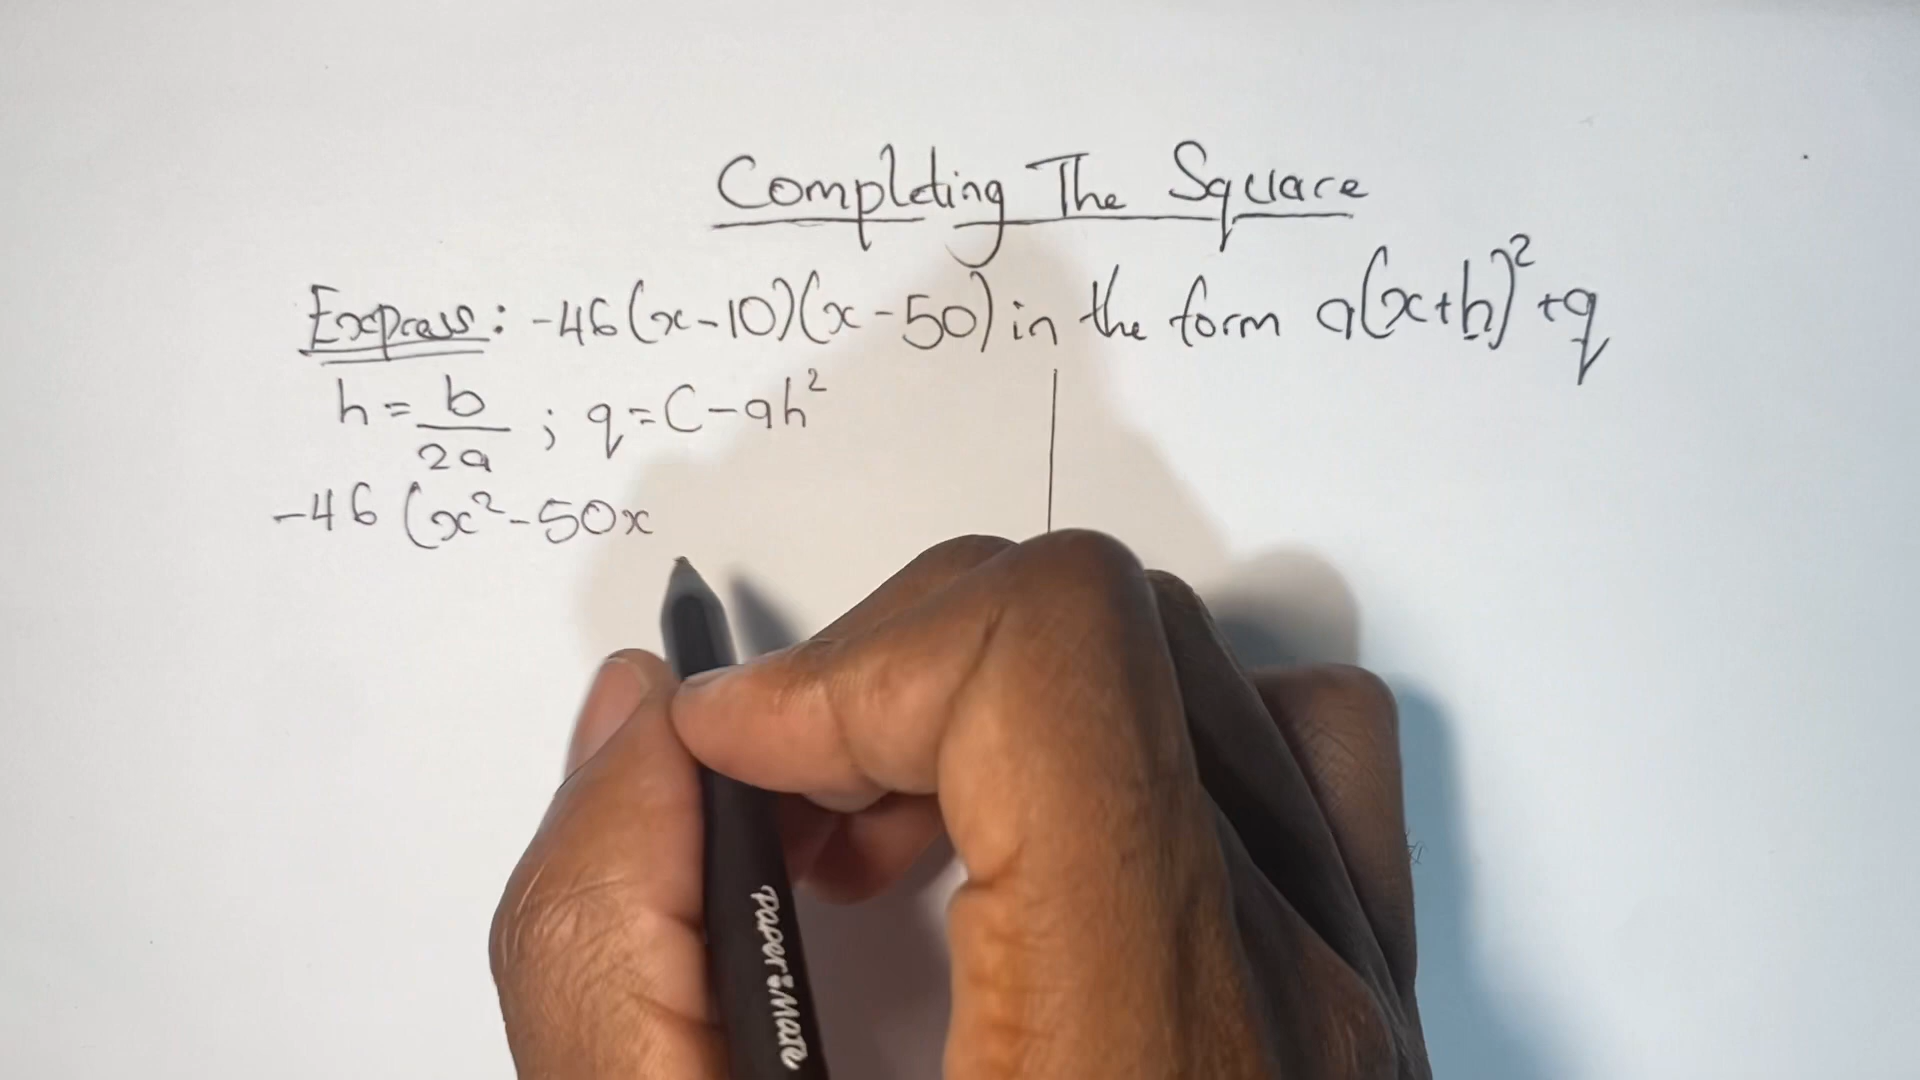 Completing The Square
Express: -46(x-10)(x-50) in the form a(x+h)²+q
h = b/2a ; q = C-ah²
-46 (x²-50x
paper:mate